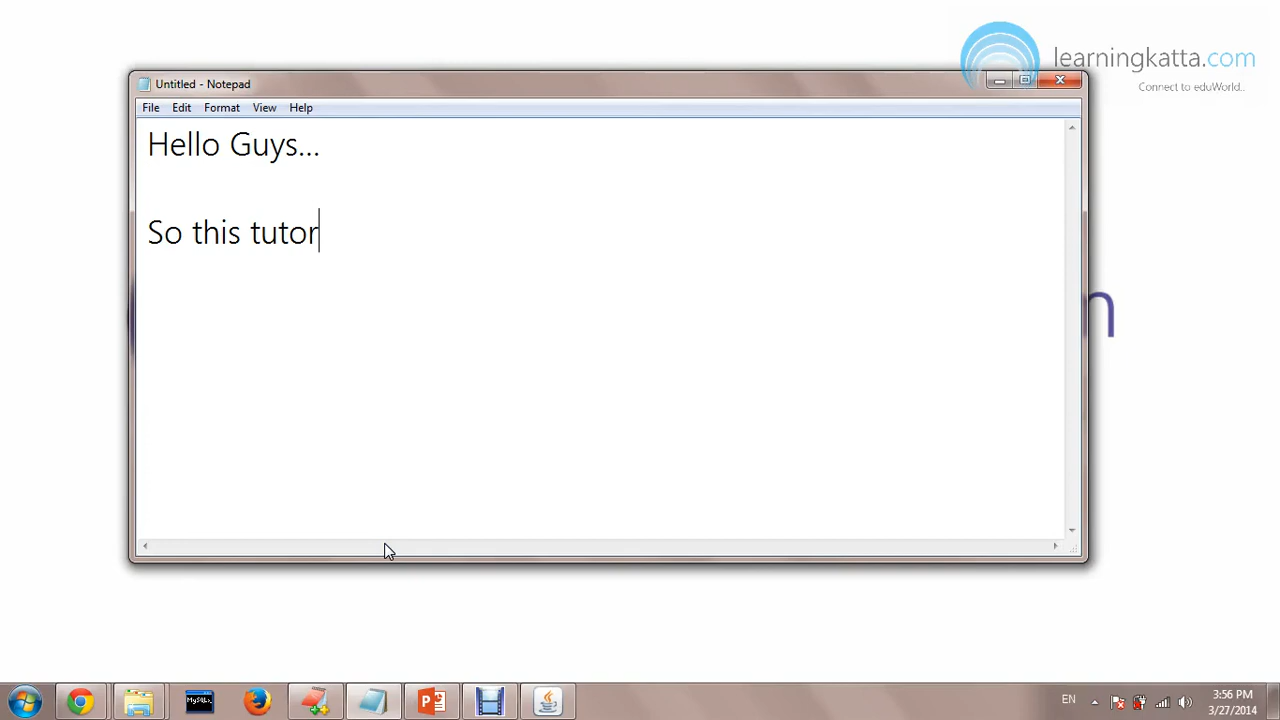 learningkatta.com
Connect to eduWorld..
Untitled - Notepad
File Edit Format View Help
Hello Guys...
So this tutor
n
MySQL
P
EN
3:56 PM
3/27/2014